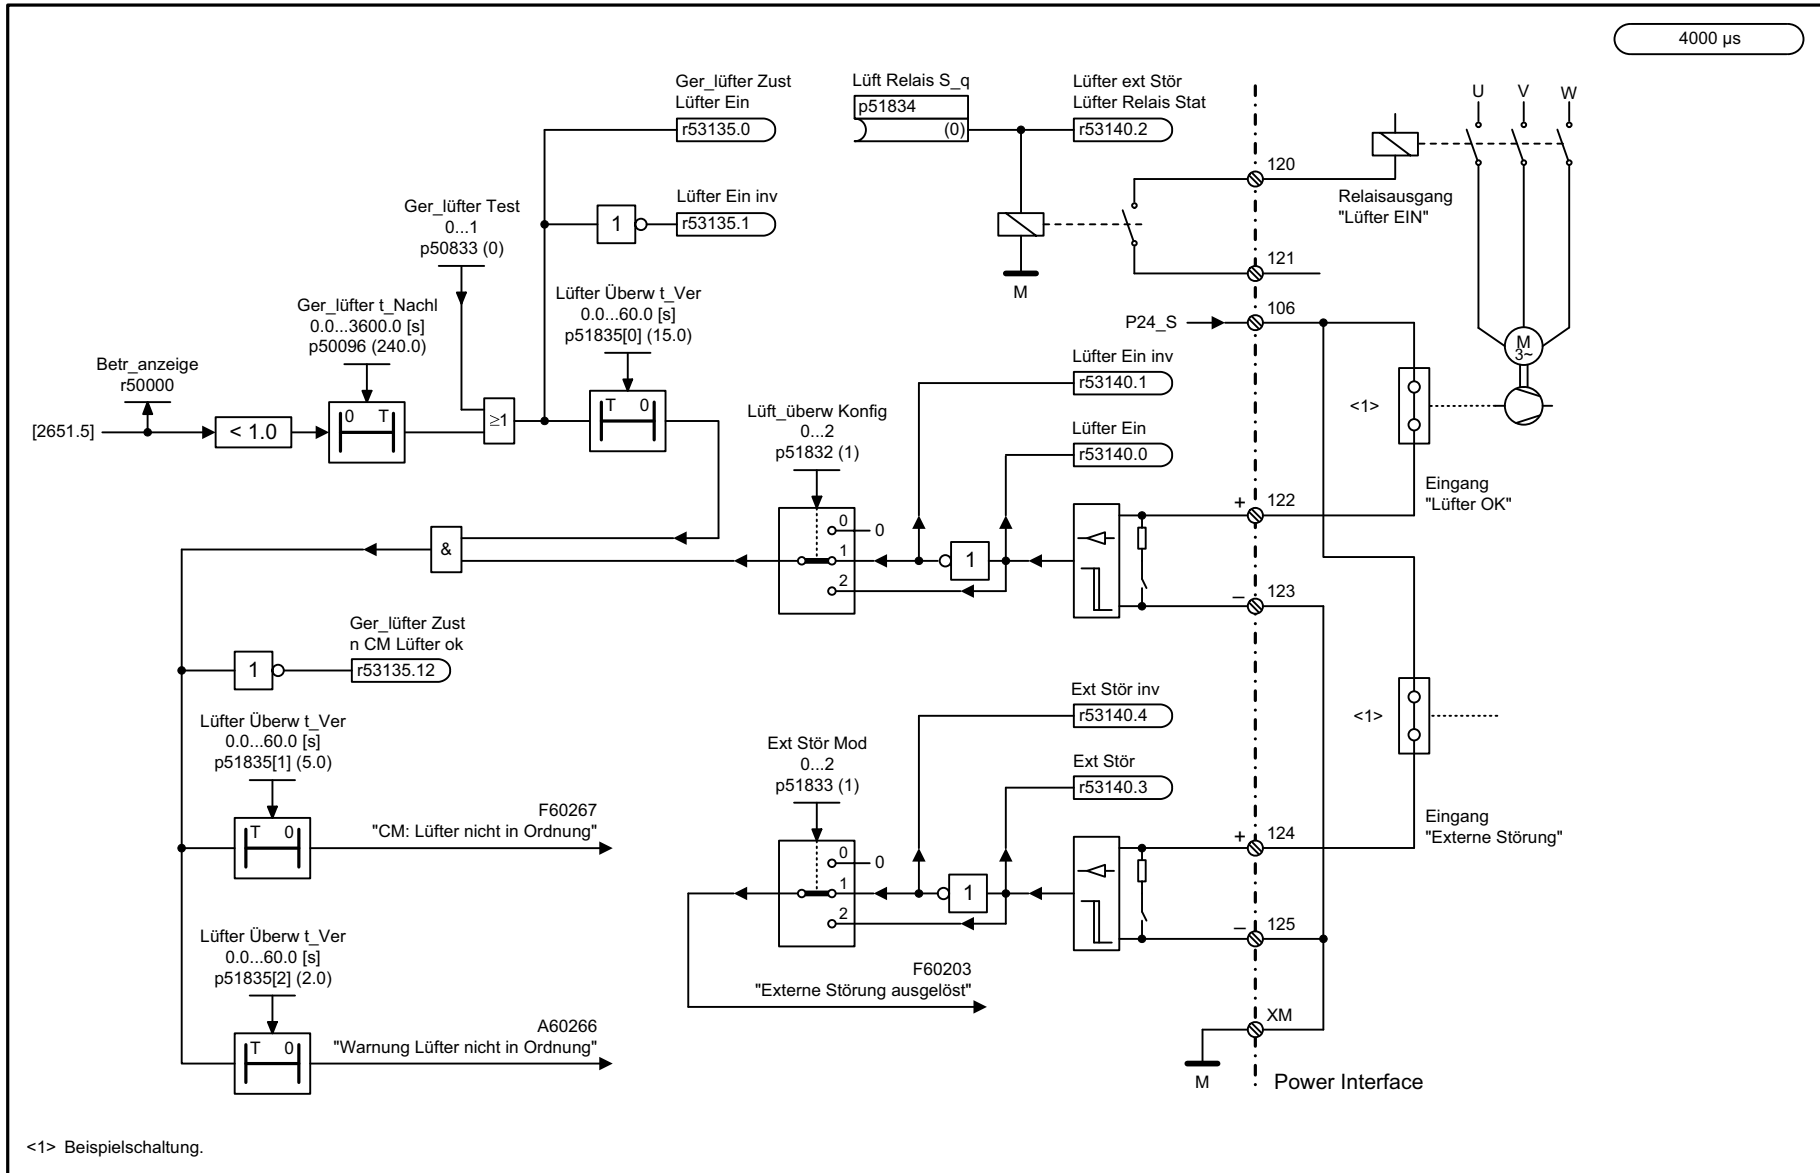 4000 µs
Ger_lüfter Zust
Lüfter Ein
r53135.0
Lüft Relais S_q
p51834
(0)
Lüfter ext Stör
Lüfter Relais Stat
r53140.2
U
V
W
120
Relaisausgang
"Lüfter EIN"
Lüfter Ein inv
1
r53135.1
Ger_lüfter Test
0...1
p50833 (0)
121
M
Ger_lüfter t_Nachl
0.0...3600.0 [s]
p50096 (240.0)
Lüfter Überw t_Ver
0.0...60.0 [s]
p51835[0] (15.0)
P24_S
106
M
3~
Betr_anzeige
r50000
[2651.5]
< 1.0
0 T
≥1
T 0
Lüfter Ein inv
r53140.1
<1>
Lüft_überw Konfig
0...2
p51832 (1)
Lüfter Ein
r53140.0
Eingang
"Lüfter OK"
+
122
&
0
0
1
2
1
–
123
Ger_lüfter Zust
n CM Lüfter ok
1
r53135.12
Lüfter Überw t_Ver
0.0...60.0 [s]
p51835[1] (5.0)
T 0
F60267
"CM: Lüfter nicht in Ordnung"
Ext Stör inv
r53140.4
<1>
Ext Stör Mod
0...2
p51833 (1)
Ext Stör
r53140.3
Eingang
"Externe Störung"
+
124
0
0
1
2
1
–
125
Lüfter Überw t_Ver
0.0...60.0 [s]
p51835[2] (2.0)
T 0
A60266
"Warnung Lüfter nicht in Ordnung"
F60203
"Externe Störung ausgelöst"
XM
M
Power Interface
<1> Beispielschaltung.